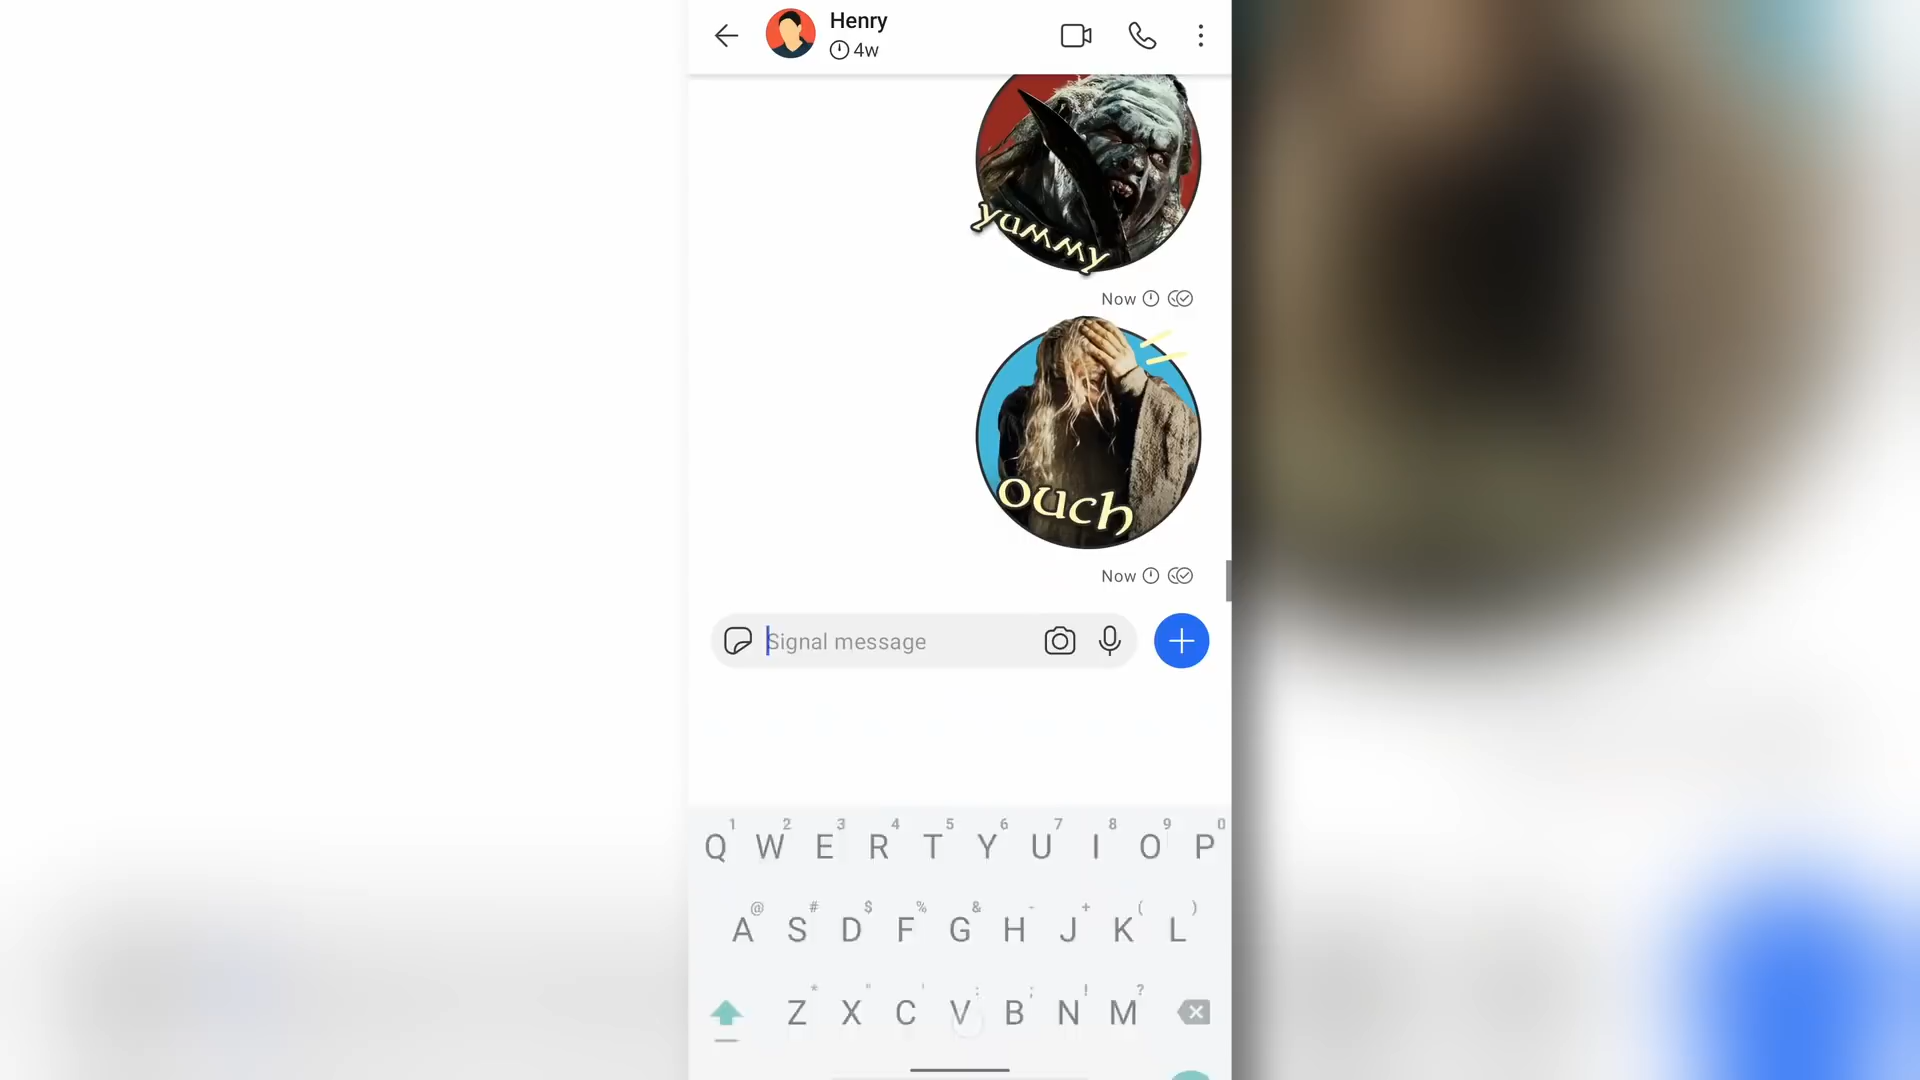 Henry
4w
yummy
Now
ouch
Now
Signal message
1 2 3 4 5 6 7 8 9 0
Q W E R T Y U I O P
@ # $ % & - + ( )
A S D F G H J K L
* " ' : ; ! ?
Z X C V B N M